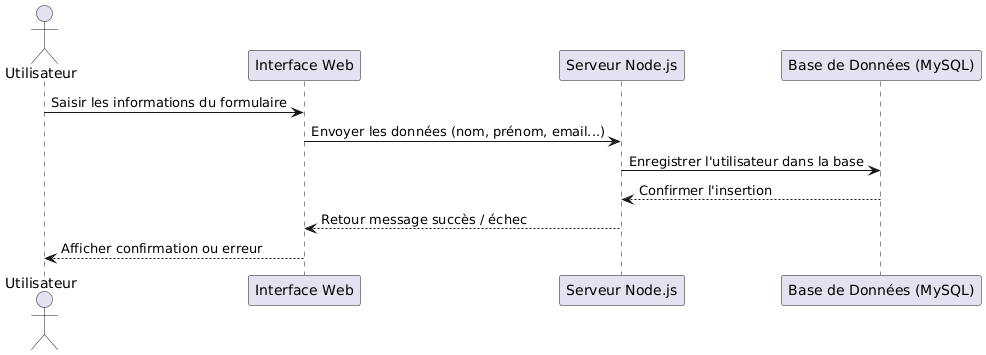 Utilisateur
Interface Web
Serveur Node.js
Base de Données (MySQL)
Saisir les informations du formulaire
Envoyer les données (nom, prénom, email...)
Enregistrer l'utilisateur dans la base
Confirmer l'insertion
Retour message succès / échec
Afficher confirmation ou erreur
Utilisateur
Interface Web
Serveur Node.js
Base de Données (MySQL)